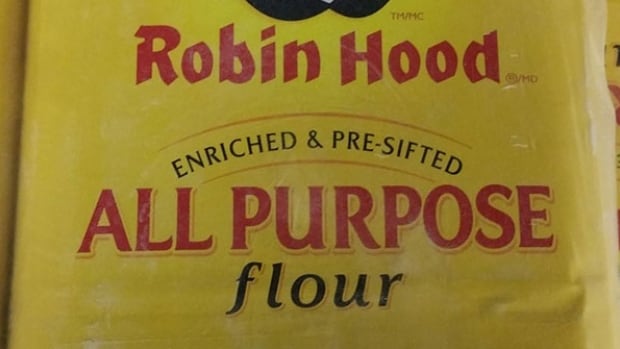 TM/MC
Robin Hood ®/MD
ENRICHED & PRE-SIFTED
ALL PURPOSE
flour